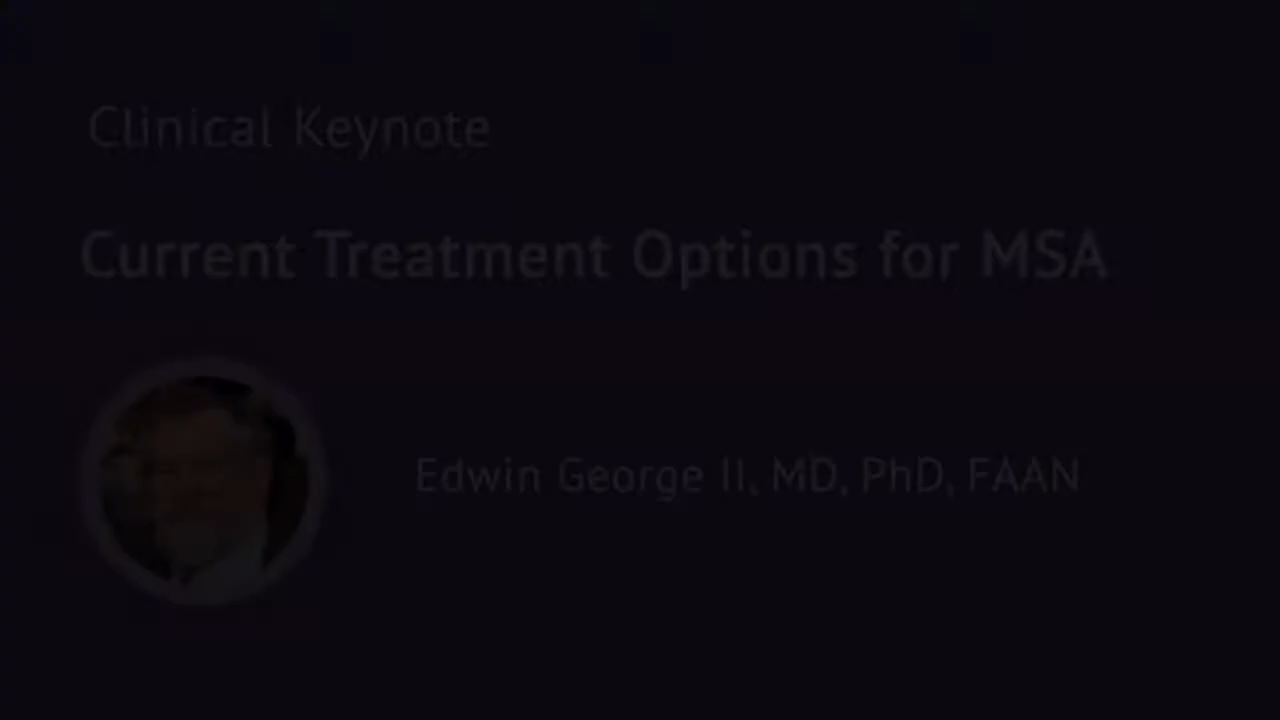 Clinical Keynote
Current Treatment Options for MSA
Edwin George II, MD, PhD, FAAN